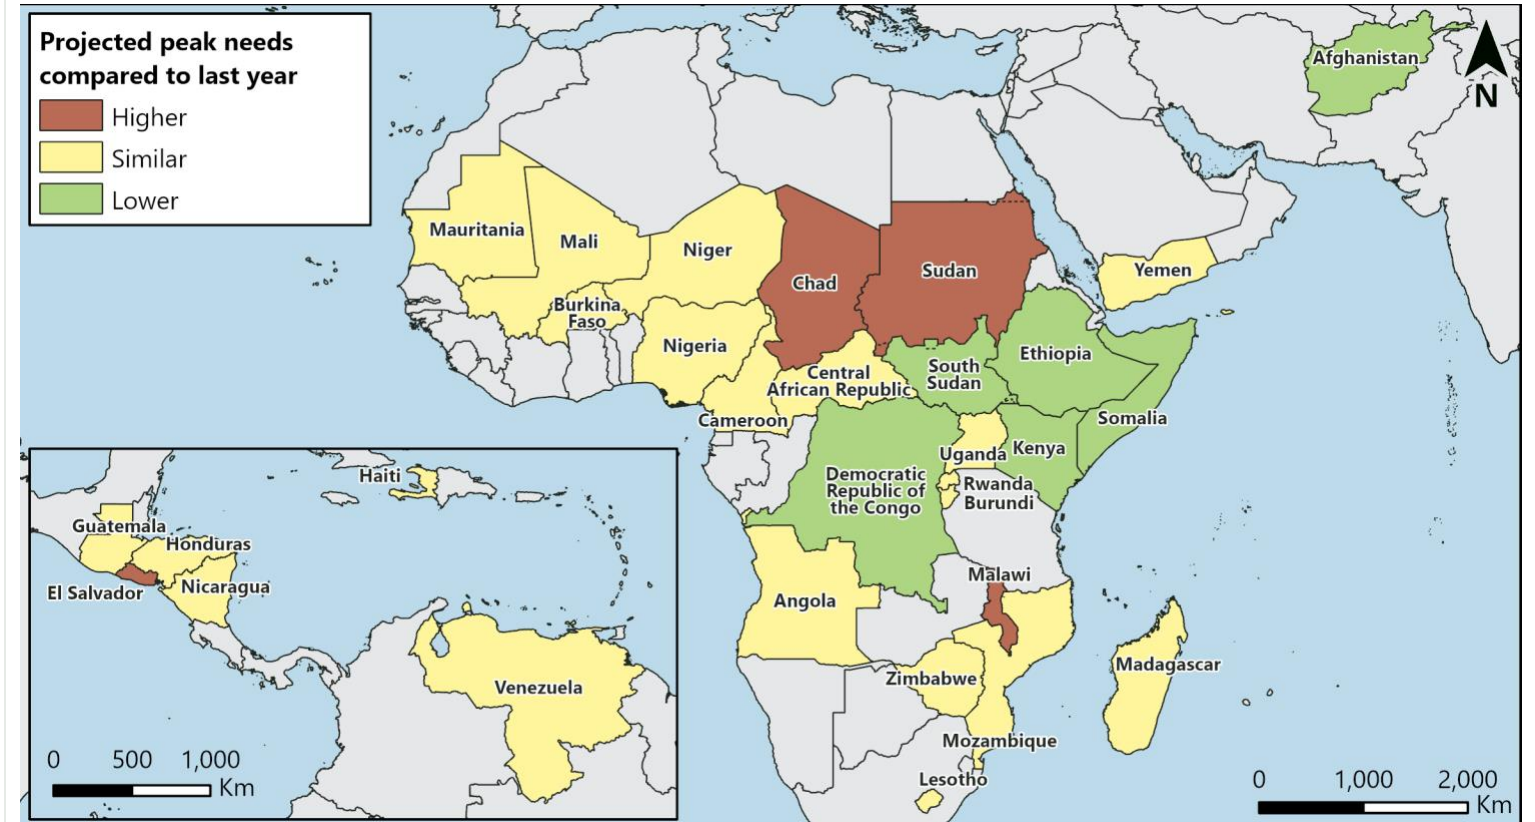 Projected peak needs
compared to last year
Higher
Similar
Lower
Afghanistan
N
Mauritania
Mali
Niger
Chad
Sudan
Yemen
Burkina
Faso
Nigeria
Central
African Republic
South
Sudan
Ethiopia
Cameroon
Somalia
Uganda
Kenya
Democratic
Republic of
the Congo
Rwanda
Burundi
Malawi
Angola
Zimbabwe
Madagascar
Mozambique
Lesotho
0 1,000 2,000
Km
Haiti
Guatemala
Honduras
El Salvador
Nicaragua
Venezuela
0 500 1,000
Km